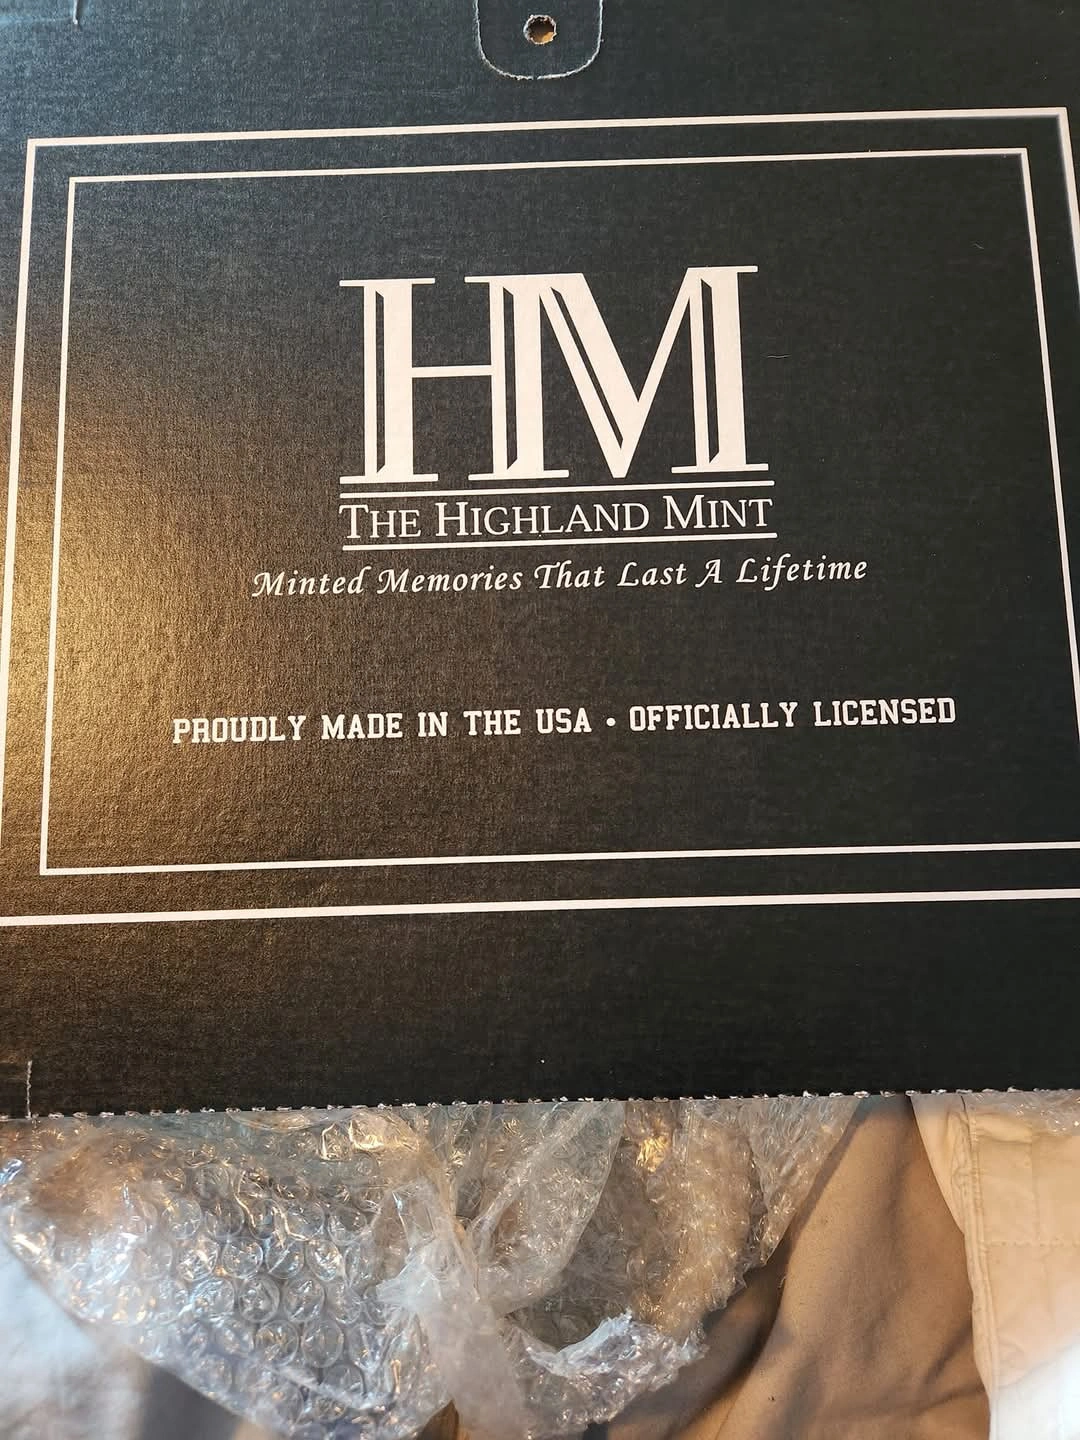 HM
THE HIGHLAND MINT
Minted Memories That Last A Lifetime
PROUDLY MADE IN THE USA • OFFICIALLY LICENSED